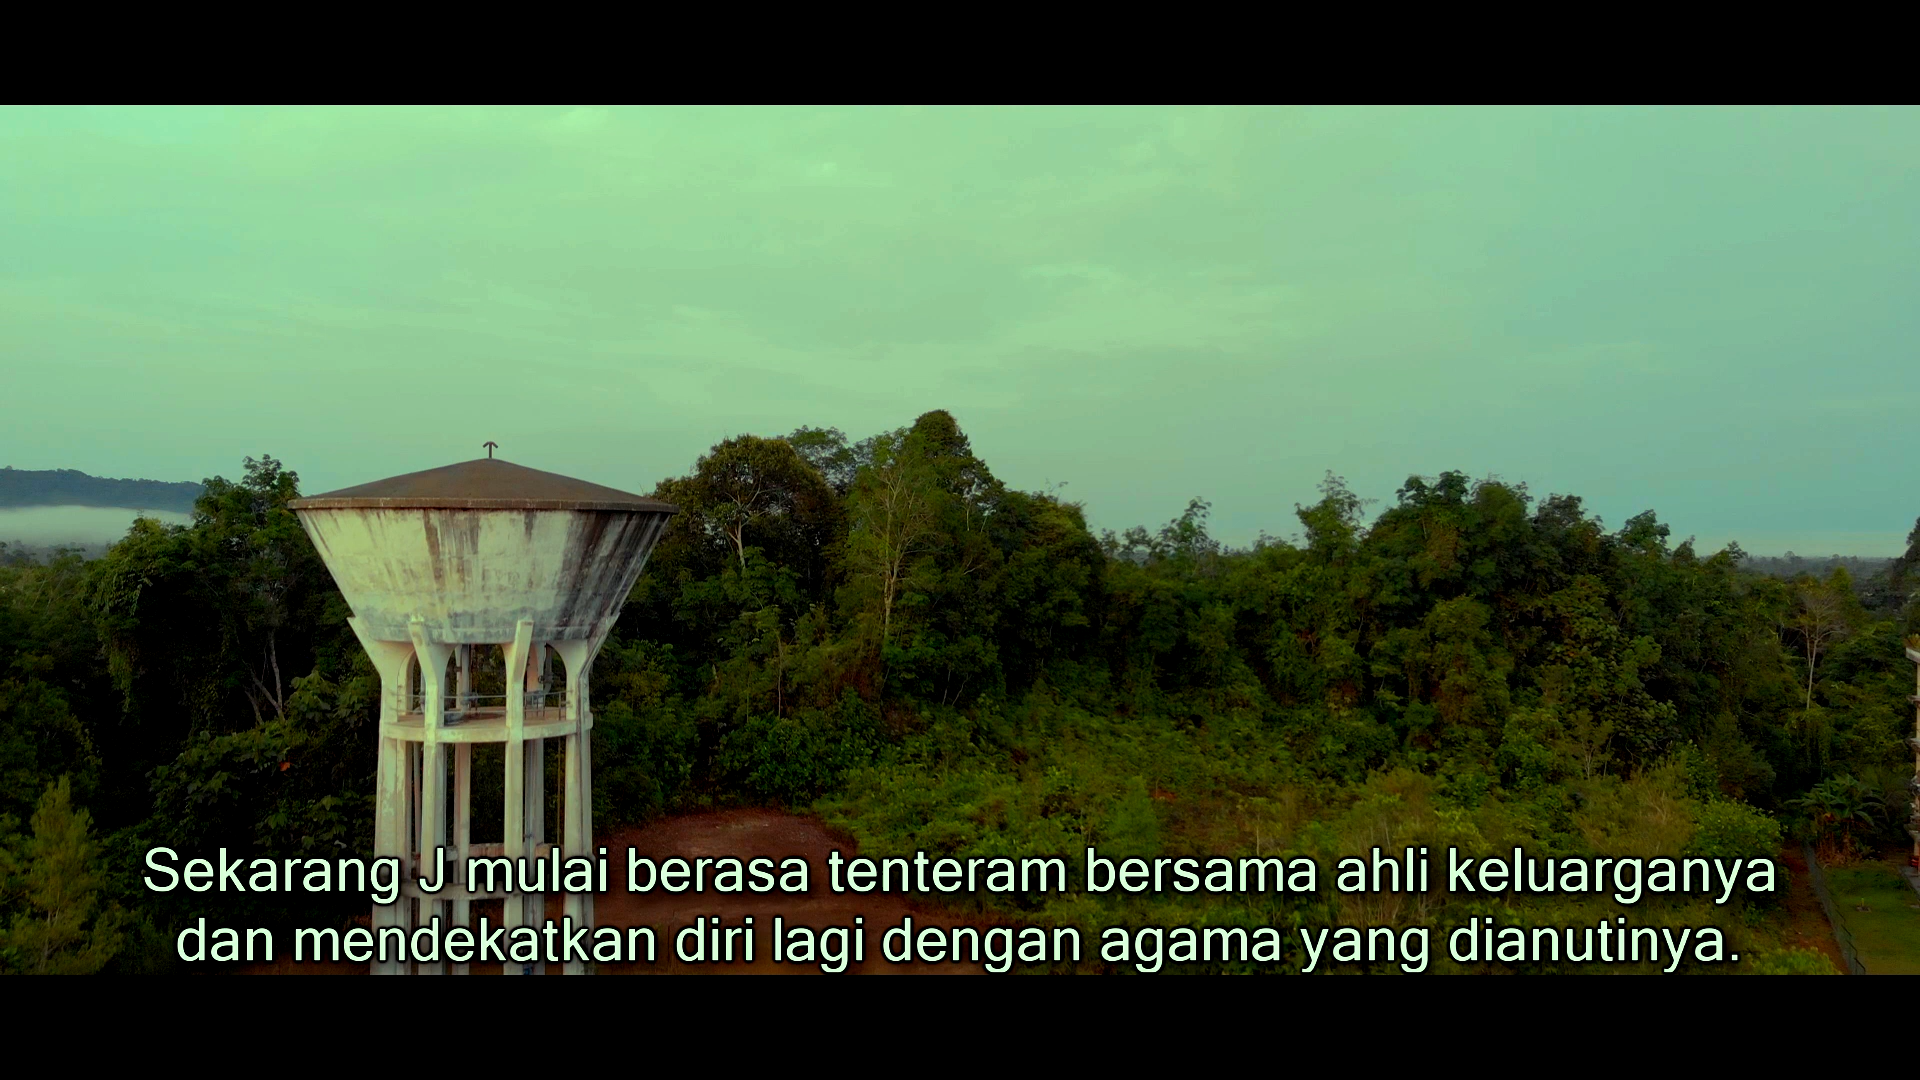 Sekarang J mulai berasa tenteram bersama ahli keluarganya
dan mendekatkan diri lagi dengan agama yang dianutinya.